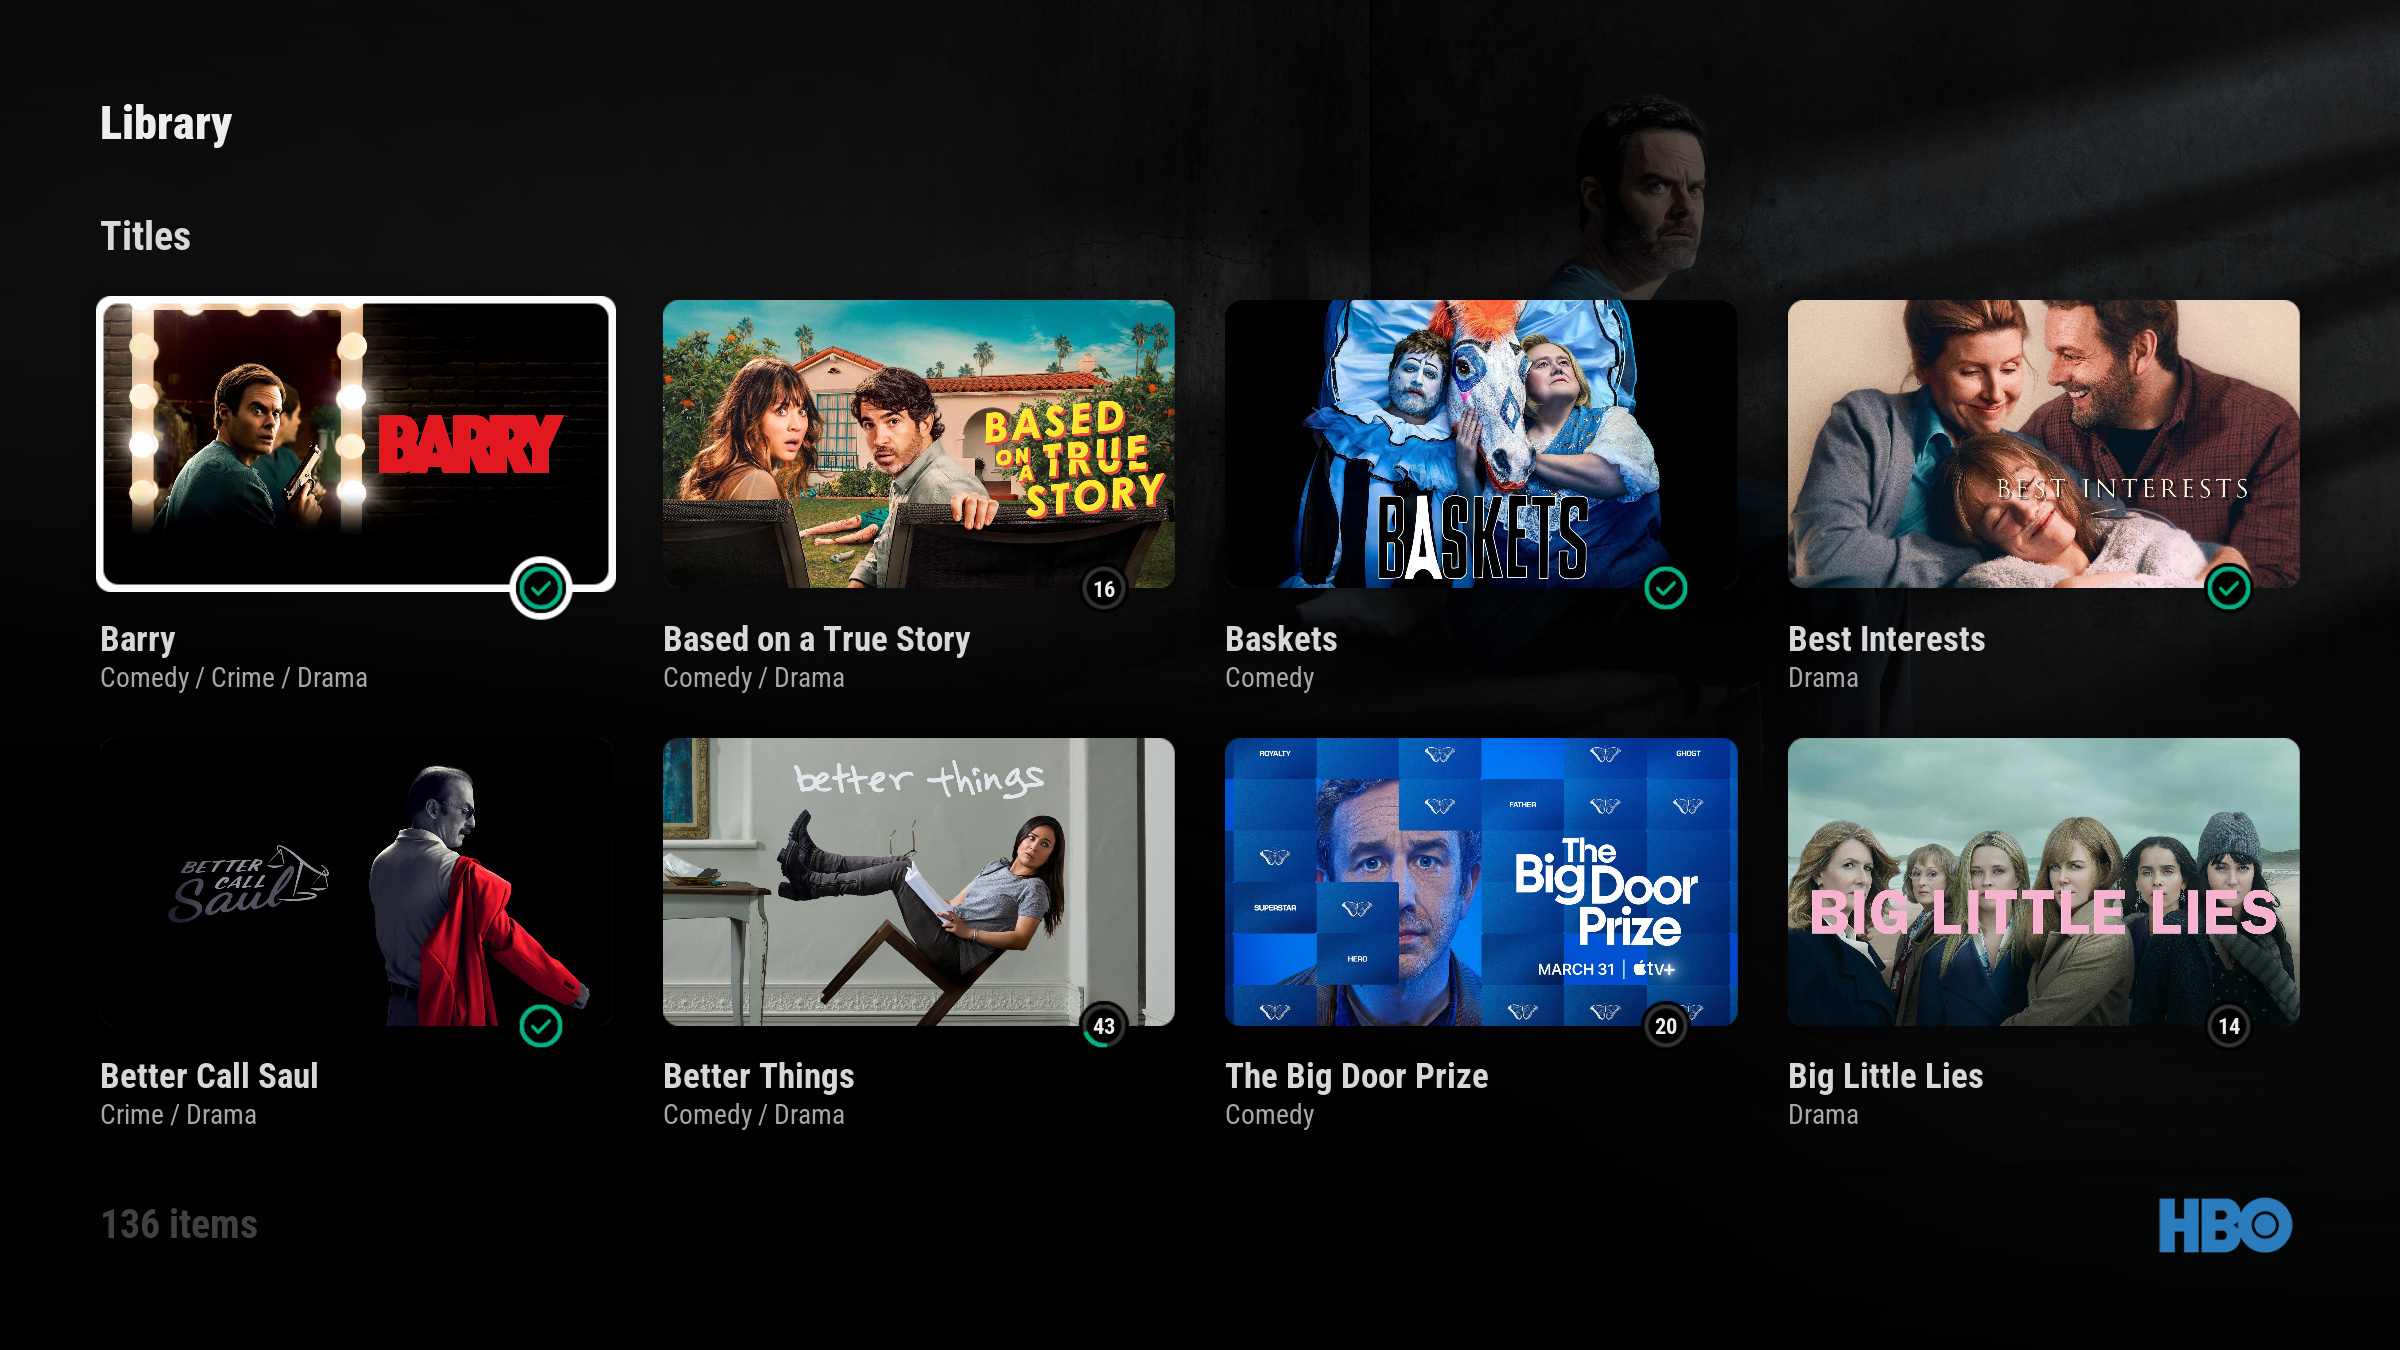 Library
Titles
BARRY
BASED
ON A TRUE
STORY
BASKETS
BEST INTERESTS
16
Barry
Comedy / Crime / Drama
Based on a True Story
Comedy / Drama
Baskets
Comedy
Best Interests
Drama
BETTER
CALL
Saul
better things
ROYALTY
GHOST
FATHER
SUPERSTAR
HERO
The
Big Door
Prize
MARCH 31 | tv+
BIG LITTLE LIES
43
20
14
Better Call Saul
Crime / Drama
Better Things
Comedy / Drama
The Big Door Prize
Comedy
Big Little Lies
Drama
136 items
HBO